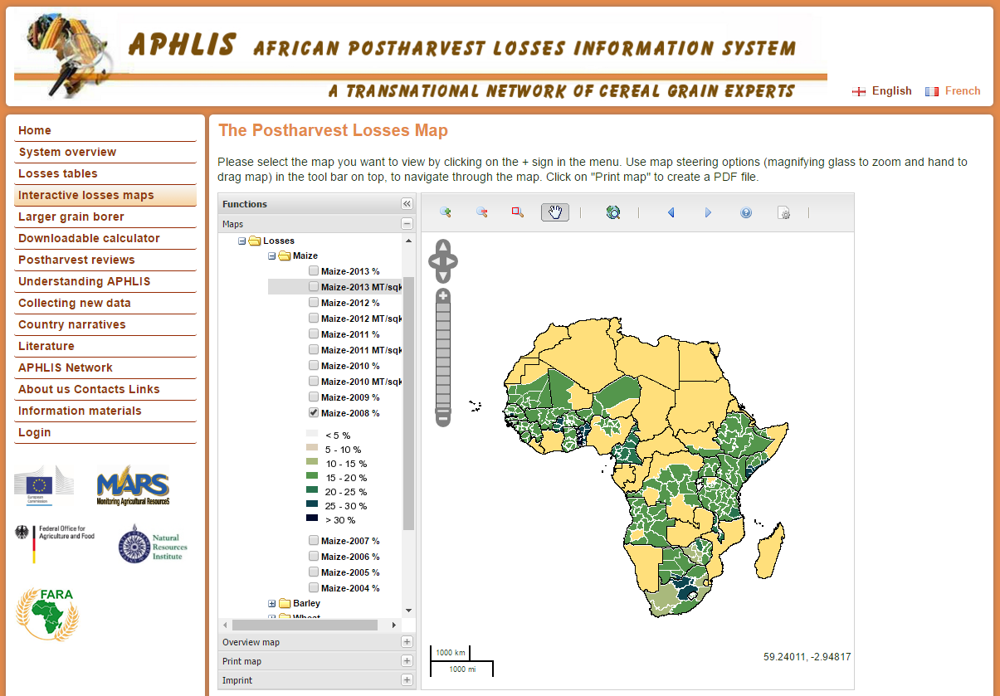 APHLIS AFRICAN POSTHARVEST LOSSES INFORMATION SYSTEM
A TRANSNATIONAL NETWORK OF CEREAL GRAIN EXPERTS
English French
Home
System overview
Losses tables
Interactive losses maps
Larger grain borer
Downloadable calculator
Postharvest reviews
Understanding APHLIS
Collecting new data
Country narratives
Literature
APHLIS Network
About us Contacts Links
Information materials
Login
European
Commission
MARS
Monitoring Agricultural ResourceS
Federal Office for
Agriculture and Food
Natural
Resources
Institute
FARA
The Postharvest Losses Map
Please select the map you want to view by clicking on the + sign in the menu. Use map steering options (magnifying glass to zoom and hand to
drag map) in the tool bar on top, to navigate through the map. Click on "Print map" to create a PDF file.
Functions
Maps
Losses
Maize
Maize-2013 %
Maize-2013 MT/sqk
Maize-2012 %
Maize-2012 MT/sqk
Maize-2011 %
Maize-2011 MT/sqk
Maize-2010 %
Maize-2010 MT/sqk
Maize-2009 %
Maize-2008 %
< 5 %
5 - 10 %
10 - 15 %
15 - 20 %
20 - 25 %
25 - 30 %
> 30 %
Maize-2007 %
Maize-2006 %
Maize-2005 %
Maize-2004 %
Barley
Wheat
Overview map
Print map
Imprint
1000 km
1000 mi
59.24011, -2.94817